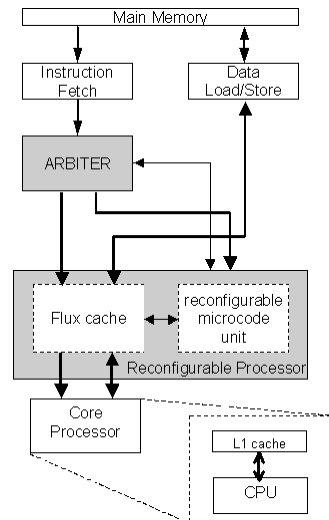 Main Memory
Instruction
Fetch
Data
Load/Store
ARBITER
Flux cache
reconfigurable
microcode
unit
Reconfigurable Processor
Core
Processor
L1 cache
CPU